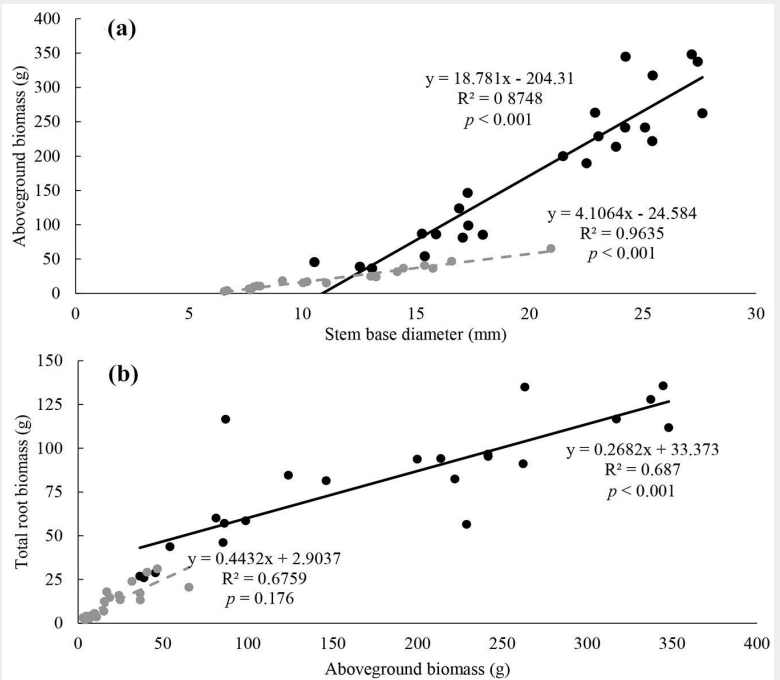 (a)
400
350
300
250
200
150
100
50
0
Aboveground biomass (g)
y = 18.781x - 204.31
R² = 0 8748
p < 0.001
y = 4.1064x - 24.584
R² = 0.9635
p < 0.001
0 5 10 15 20 25 30
Stem base diameter (mm)
(b)
150
125
100
75
50
25
0
Total root biomass (g)
y = 0.2682x + 33.373
R² = 0.687
p < 0.001
y = 0.4432x + 2.9037
R² = 0.6759
p = 0.176
0 50 100 150 200 250 300 350 400
Aboveground biomass (g)